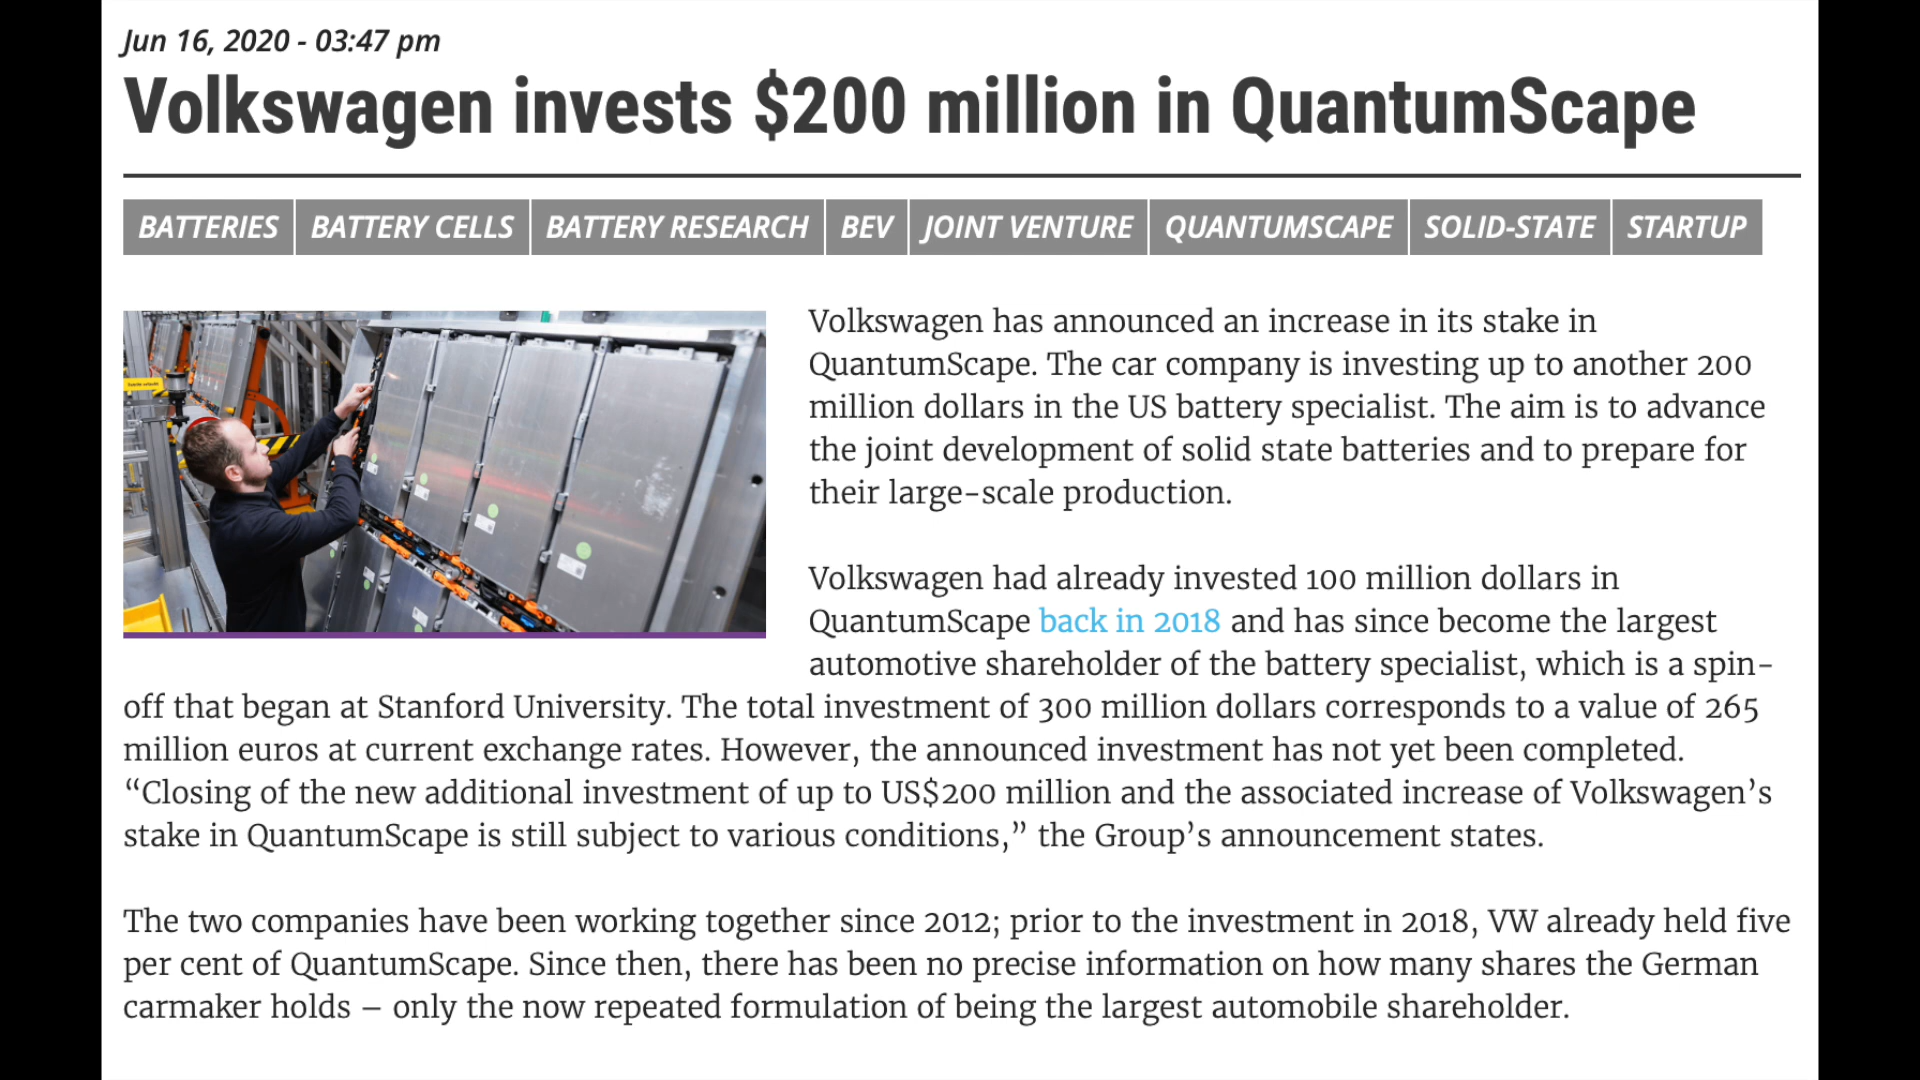 Jun 16, 2020 - 03:47 pm
Volkswagen invests $200 million in QuantumScape
BATTERIES BATTERY CELLS BATTERY RESEARCH BEV JOINT VENTURE QUANTUMSCAPE SOLID-STATE STARTUP
Volkswagen has announced an increase in its stake in
QuantumScape. The car company is investing up to another 200
million dollars in the US battery specialist. The aim is to advance
the joint development of solid state batteries and to prepare for
their large-scale production.
Volkswagen had already invested 100 million dollars in
QuantumScape back in 2018 and has since become the largest
automotive shareholder of the battery specialist, which is a spin-
off that began at Stanford University. The total investment of 300 million dollars corresponds to a value of 265
million euros at current exchange rates. However, the announced investment has not yet been completed.
“Closing of the new additional investment of up to US$200 million and the associated increase of Volkswagen’s
stake in QuantumScape is still subject to various conditions,” the Group’s announcement states.
The two companies have been working together since 2012; prior to the investment in 2018, VW already held five
per cent of QuantumScape. Since then, there has been no precise information on how many shares the German
carmaker holds – only the now repeated formulation of being the largest automobile shareholder.